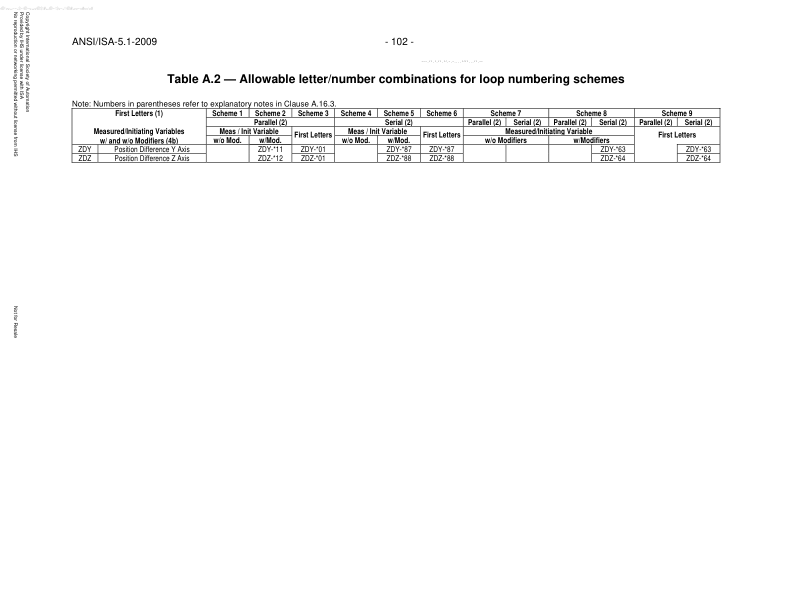 ANSI/ISA-5.1-2009 - 102 -
Table A.2 — Allowable letter/number combinations for loop numbering schemes
Note: Numbers in parentheses refer to explanatory notes in Clause A.16.3.
First Letters (1) Scheme 1 Scheme 2 Scheme 3 Scheme 4 Scheme 5 Scheme 6 Scheme 7 Scheme 8 Scheme 9
Parallel (2) Serial (2) Parallel (2) Serial (2) Parallel (2) Serial (2) Parallel (2) Serial (2)
Measured/Initiating Variables Meas / Init Variable First Letters Meas / Init Variable First Letters Measured/Initiating Variable First Letters
w/ and w/o Modifiers (4b) w/o Mod. w/Mod. w/o Mod. w/Mod. w/o Modifiers w/Modifiers
ZDY Position Difference Y Axis ZDY-*11 ZDY-*01 ZDY-*87 ZDY-*87 ZDY-*63 ZDY-*63
ZDZ Position Difference Z Axis ZDZ-*12 ZDZ-*01 ZDZ-*88 ZDZ-*88 ZDZ-*64 ZDZ-*64
Copyright International Society of Automation
Provided by IHS under license with ISA
No reproduction or networking permitted without license from IHS
Not for Resale